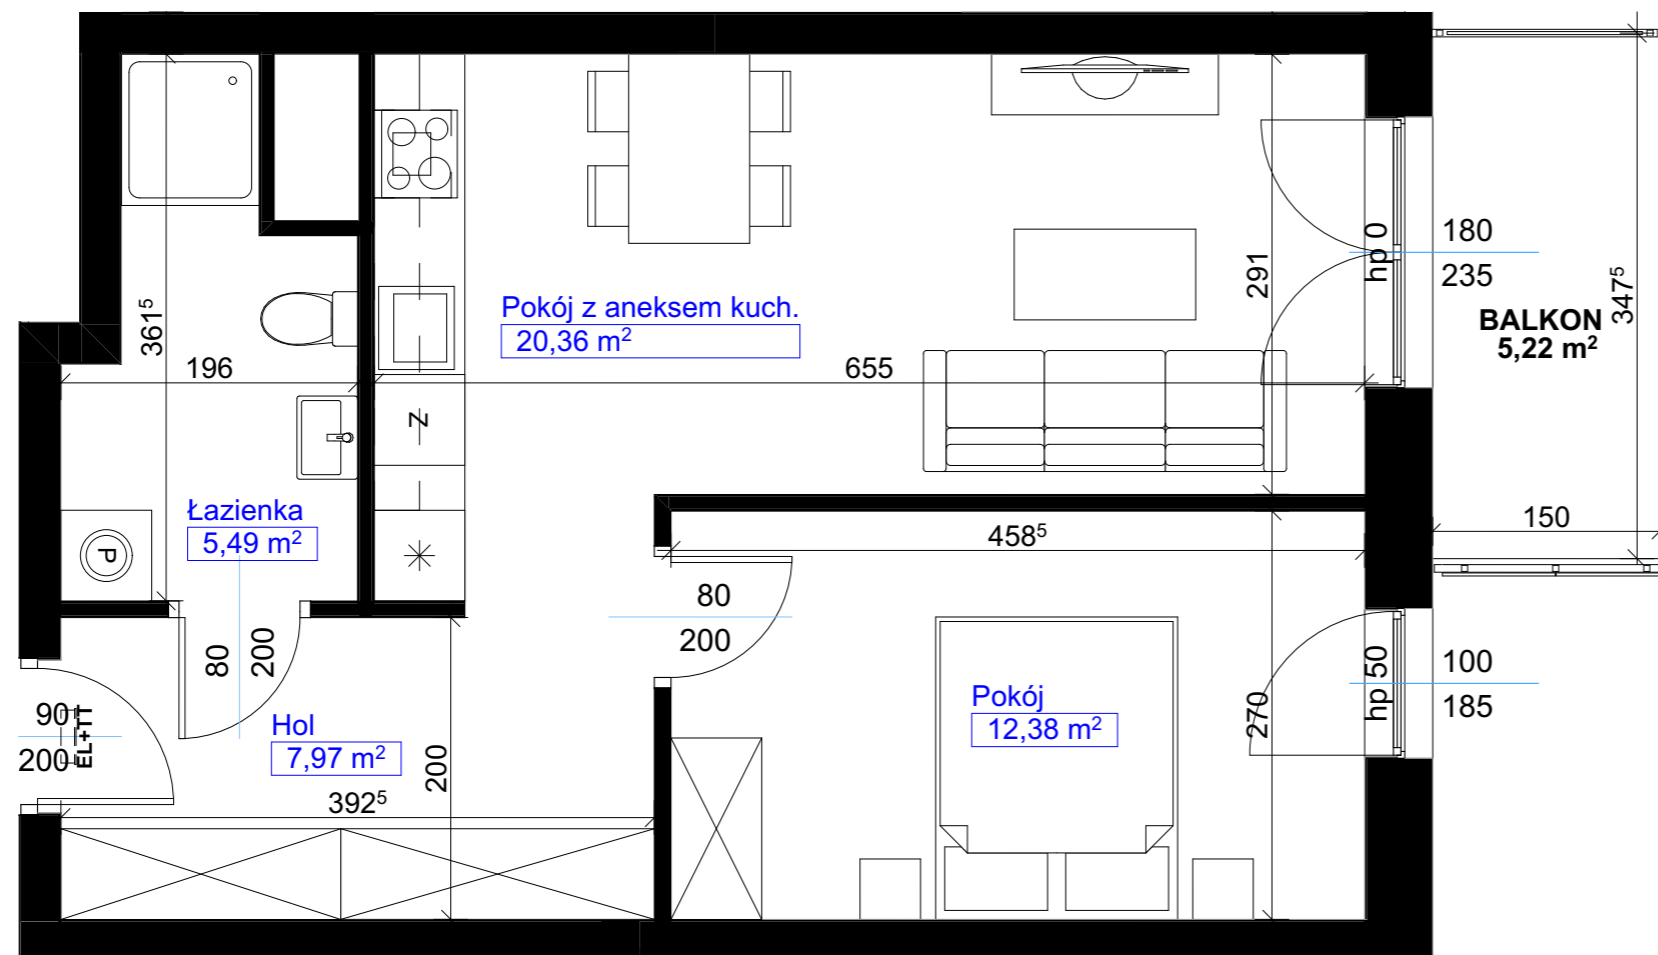 180
hp 0
235
291
347⁵
BALKON
5,22 m²
Pokój z aneksem kuch.
20,36 m²
361⁵
196
655
Z
Łazienka
5,49 m²
P
458⁵
150
80
200
80
200
hp 50
100
185
270
Pokój
12,38 m²
90
200
EL+TT
Hol
7,97 m²
200
392⁵